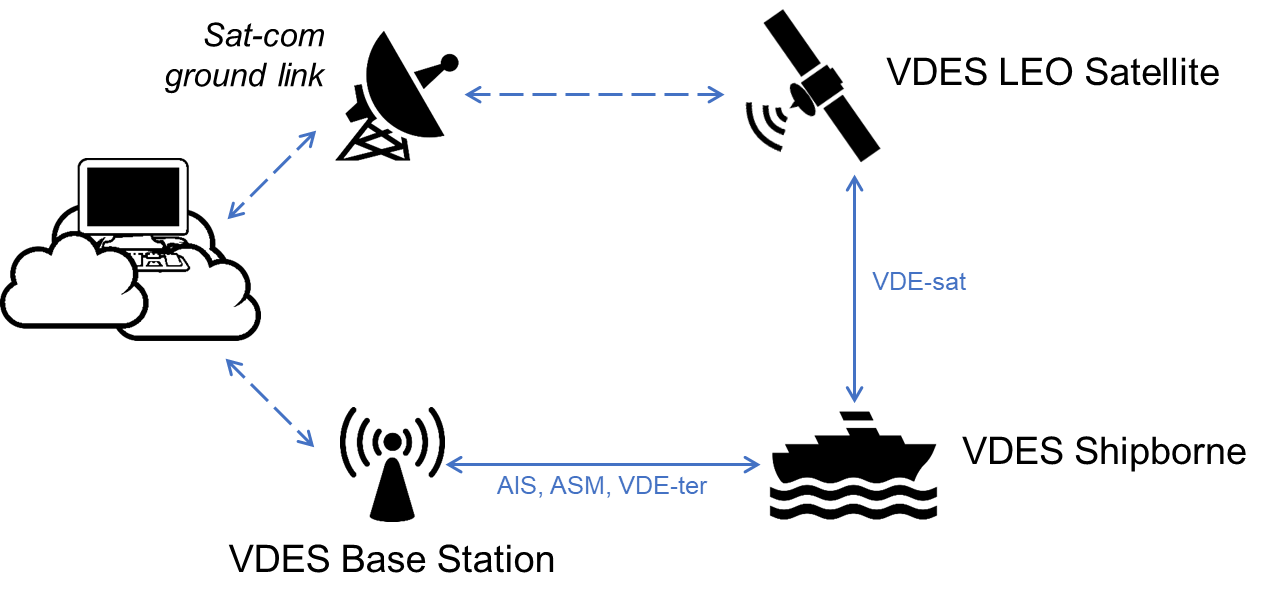 Sat-com
ground link
VDES LEO Satellite
VDE-sat
VDES Shipborne
AIS, ASM, VDE-ter
VDES Base Station